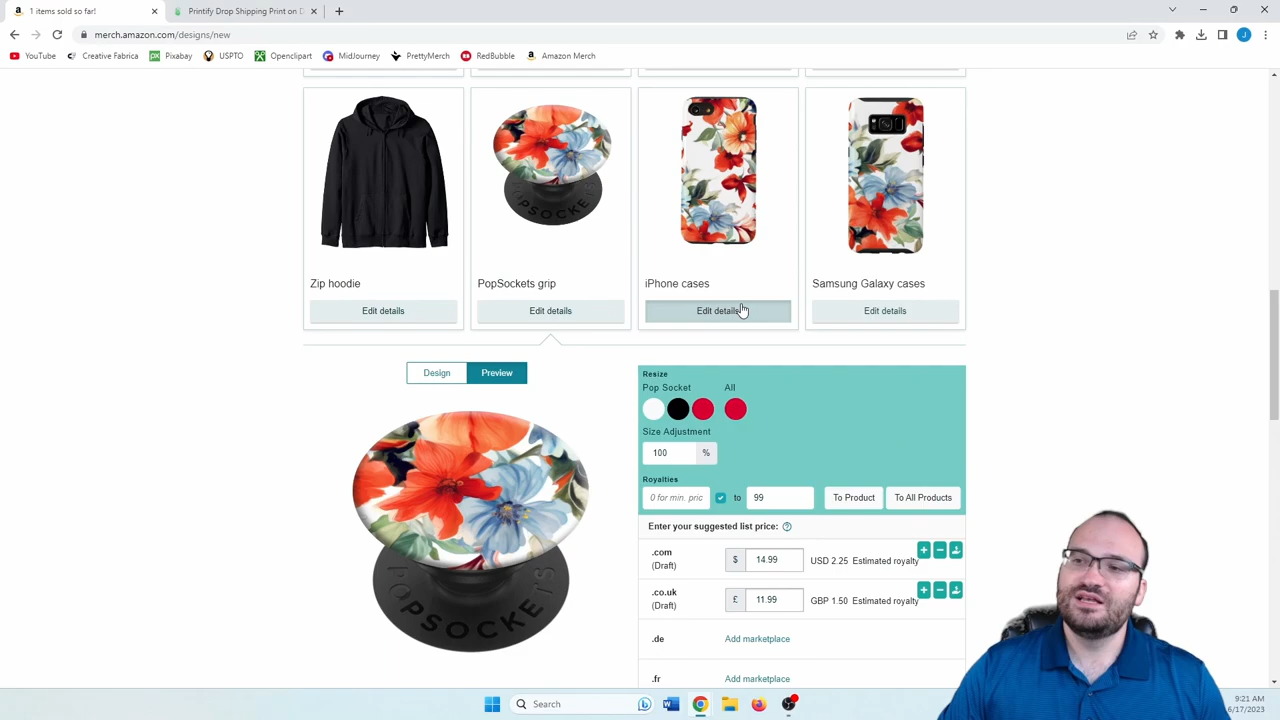 1 items sold so far!
Printify Drop Shipping Print on D
merch.amazon.com/designs/new
J
YouTube
Creative Fabrica
Pixabay
USPTO
Openclipart
MidJourney
PrettyMerch
RedBubble
Amazon Merch
POPSOCKETS
Zip hoodie
PopSockets grip
iPhone cases
Samsung Galaxy cases
Edit details
Edit details
Edit details
Edit details
Design
Preview
Resize
Pop Socket
All
Size Adjustment
100 %
Royalties
0 for min. pric
to
99
To Product
To All Products
Enter your suggested list price:
.com
(Draft)
$ 14.99
USD 2.25 Estimated royalty
.co.uk
(Draft)
£ 11.99
GBP 1.50 Estimated royalty
.de
Add marketplace
.fr
Add marketplace
POPSOCKETS
Search
9:21 AM
6/17/2023